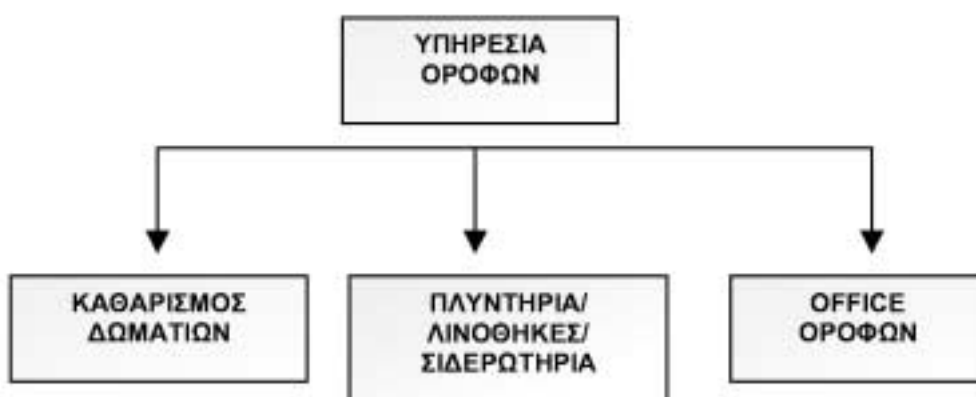 ΥΠΗΡΕΣΙΑ
ΟΡΟΦΩΝ
ΚΑΘΑΡΙΣΜΟΣ
ΔΩΜΑΤΙΩΝ
ΠΛΥΝΤΗΡΙΑ/
ΛΙΝΟΘΗΚΕΣ/
ΣΙΔΕΡΩΤΗΡΙΑ
OFFICE
ΟΡΟΦΩΝ